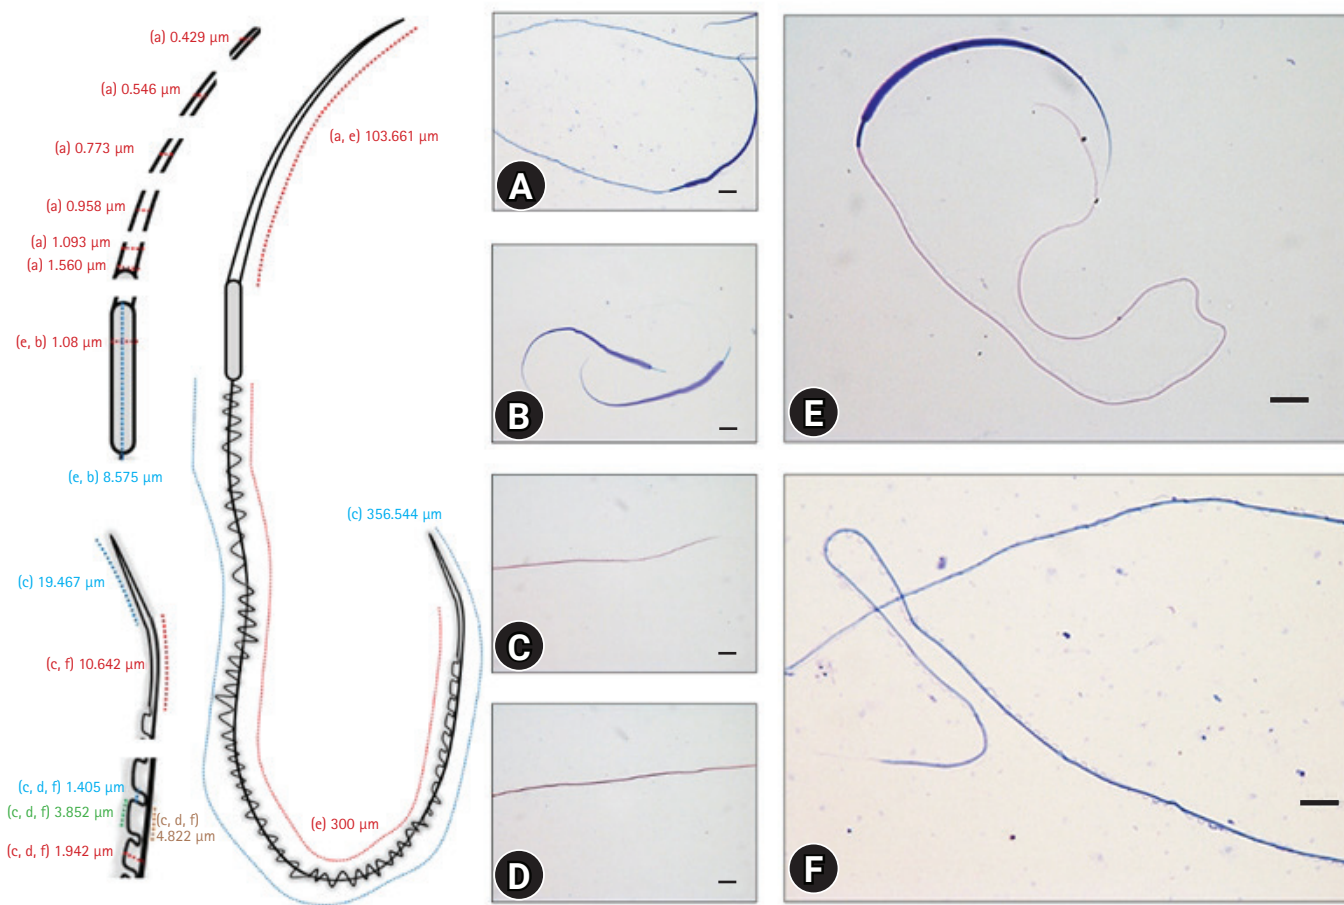 (a) 0.429 µm
(a) 0.546 µm
(a) 0.773 µm
(a) 0.958 µm
(a) 1.093 µm
(a) 1.560 µm
(e, b) 1.08 µm
(e, b) 8.575 µm
(c) 19.467 µm
(c, f) 10.642 µm
(c, d, f) 1.405 µm
(c, d, f) 3.852 µm
(c, d, f)
4.822 µm
(c, d, f) 1.942 µm
(a, e) 103.661 µm
(c) 356.544 µm
(e) 300 µm
A
B
C
D
E
F